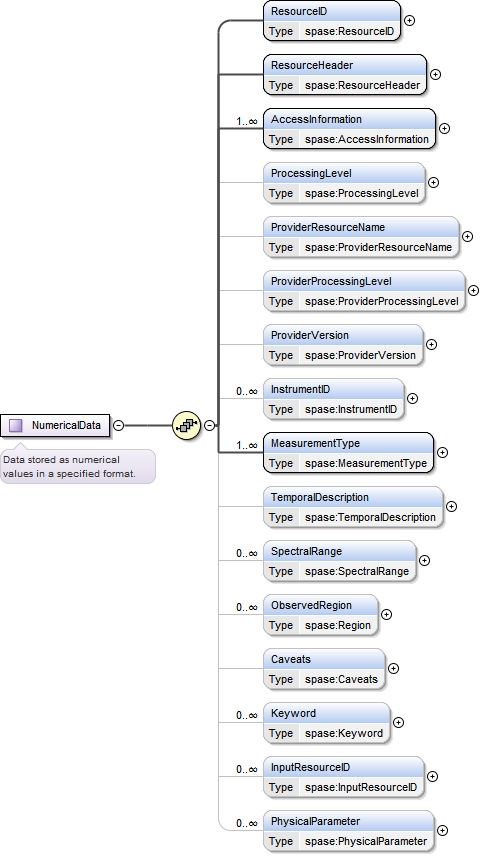 ResourceID
Type spase:ResourceID
ResourceHeader
Type spase:ResourceHeader
1..∞
AccessInformation
Type spase:AccessInformation
ProcessingLevel
Type spase:ProcessingLevel
ProviderResourceName
Type spase:ProviderResourceName
ProviderProcessingLevel
Type spase:ProviderProcessingLevel
ProviderVersion
Type spase:ProviderVersion
0..∞
InstrumentID
Type spase:InstrumentID
NumericalData
Data stored as numerical
values in a specified format.
1..∞
MeasurementType
Type spase:MeasurementType
TemporalDescription
Type spase:TemporalDescription
0..∞
SpectralRange
Type spase:SpectralRange
0..∞
ObservedRegion
Type spase:Region
Caveats
Type spase:Caveats
0..∞
Keyword
Type spase:Keyword
0..∞
InputResourceID
Type spase:InputResourceID
0..∞
PhysicalParameter
Type spase:PhysicalParameter